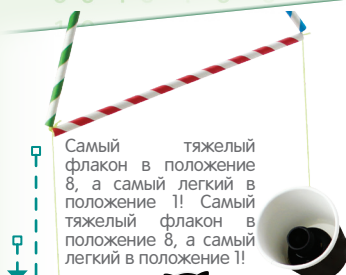 Самый тяжелый
флакон в положение
8, а самый легкий в
положение 1! Самый
тяжелый флакон в
положение 8, а самый
легкий в положение 1!